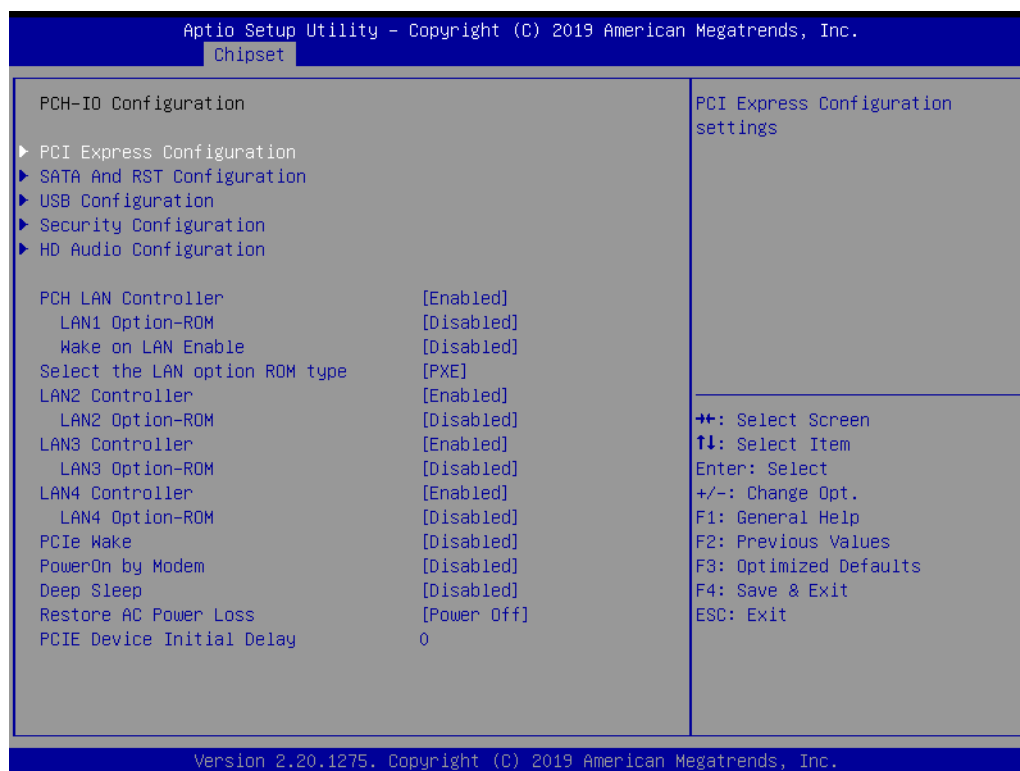 Aptio Setup Utility – Copyright (C) 2019 American Megatrends, Inc.
Chipset
PCH-IO Configuration
PCI Express Configuration
SATA And RST Configuration
USB Configuration
Security Configuration
HD Audio Configuration
PCH LAN Controller [Enabled]
LAN1 Option-ROM [Disabled]
Wake on LAN Enable [Disabled]
Select the LAN option ROM type [PXE]
LAN2 Controller [Enabled]
LAN2 Option-ROM [Disabled]
LAN3 Controller [Enabled]
LAN3 Option-ROM [Disabled]
LAN4 Controller [Enabled]
LAN4 Option-ROM [Disabled]
PCIe Wake [Disabled]
PowerOn by Modem [Disabled]
Deep Sleep [Disabled]
Restore AC Power Loss [Power Off]
PCIE Device Initial Delay 0
PCI Express Configuration
settings
→←: Select Screen
↑↓: Select Item
Enter: Select
+/-: Change Opt.
F1: General Help
F2: Previous Values
F3: Optimized Defaults
F4: Save & Exit
ESC: Exit
Version 2.20.1275. Copyright (C) 2019 American Megatrends, Inc.